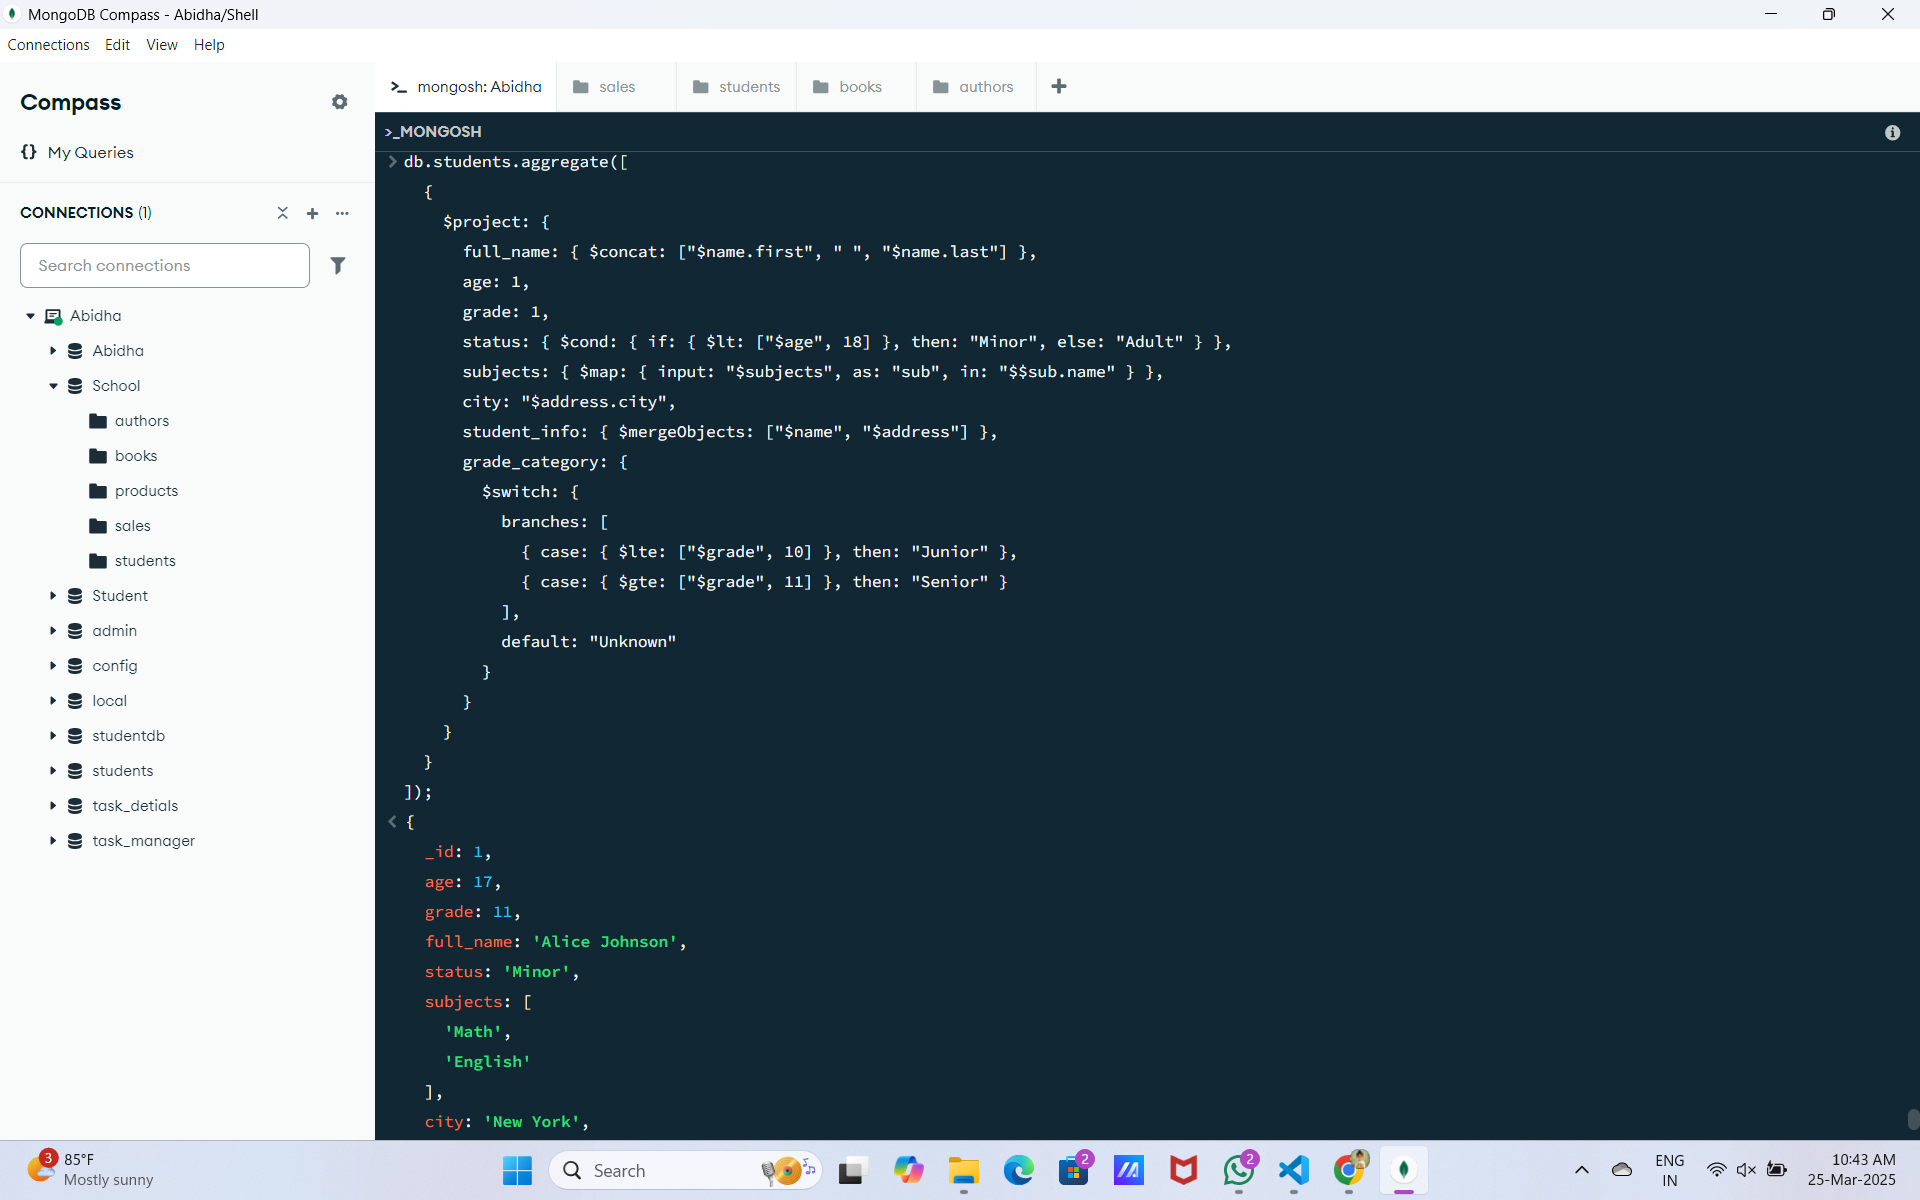 MongoDB Compass - Abidha/Shell
Connections Edit View Help
Compass
My Queries
CONNECTIONS (1)
Search connections
Abidha
Abidha
School
authors
books
products
sales
students
Student
admin
config
local
studentdb
students
task_detials
task_manager
>_ mongosh: Abidha sales students books authors +
>_MONGOSH
> db.students.aggregate([
{
$project: {
full_name: { $concat: ["$name.first", " ", "$name.last"] },
age: 1,
grade: 1,
status: { $cond: { if: { $lt: ["$age", 18] }, then: "Minor", else: "Adult" } },
subjects: { $map: { input: "$subjects", as: "sub", in: "$$sub.name" } },
city: "$address.city",
student_info: { $mergeObjects: ["$name", "$address"] },
grade_category: {
$switch: {
branches: [
{ case: { $lte: ["$grade", 10] }, then: "Junior" },
{ case: { $gte: ["$grade", 11] }, then: "Senior" }
],
default: "Unknown"
}
}
}
}
]);
< {
_id: 1,
age: 17,
grade: 11,
full_name: 'Alice Johnson',
status: 'Minor',
subjects: [
'Math',
'English'
],
city: 'New York',
3
85°F
Mostly sunny
Search
2
2
ENG
IN
10:43 AM
25-Mar-2025